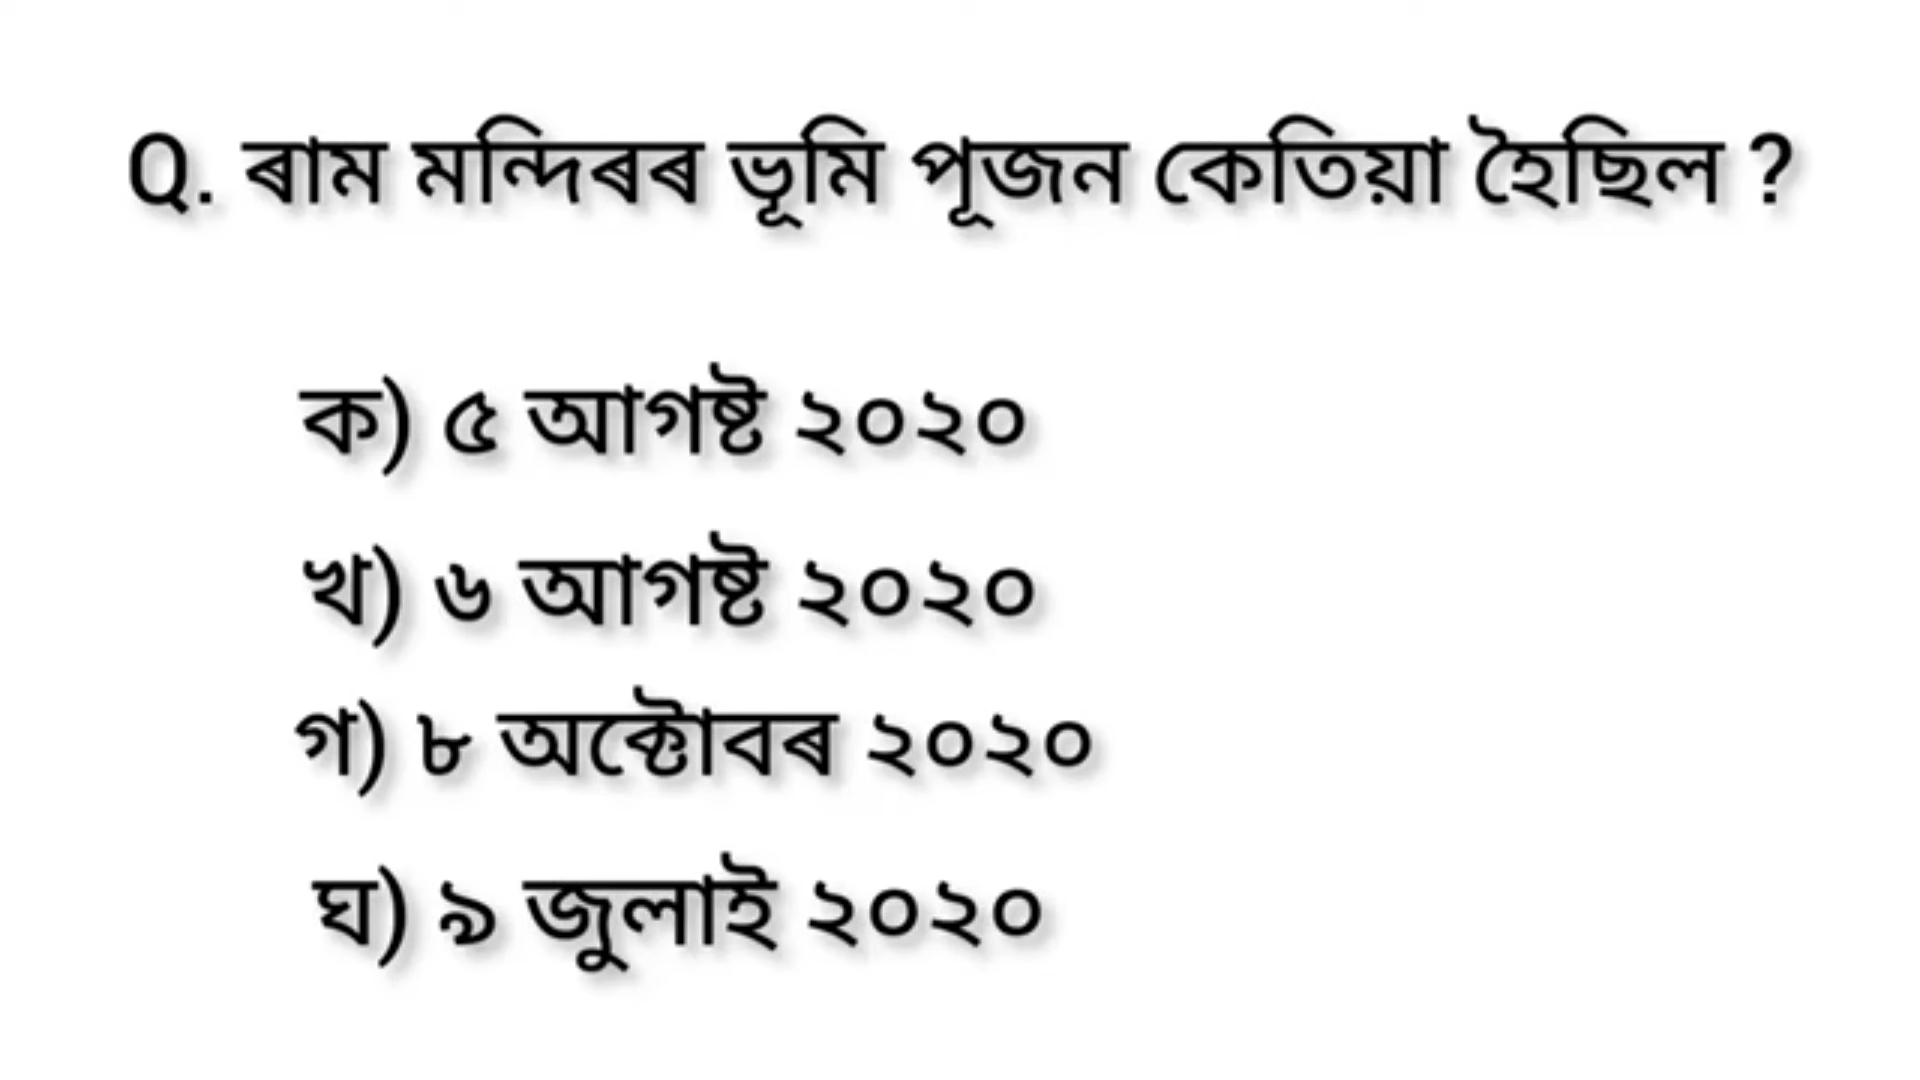 Q. ৰাম মন্দিৰৰ ভূমি পূজন কেতিয়া হৈছিল ?
ক) ৫ আগষ্ট ২০২০
খ) ৬ আগষ্ট ২০২০
গ) ৮ অক্টোবৰ ২০২০
ঘ) ৯ জুলাই ২০২০